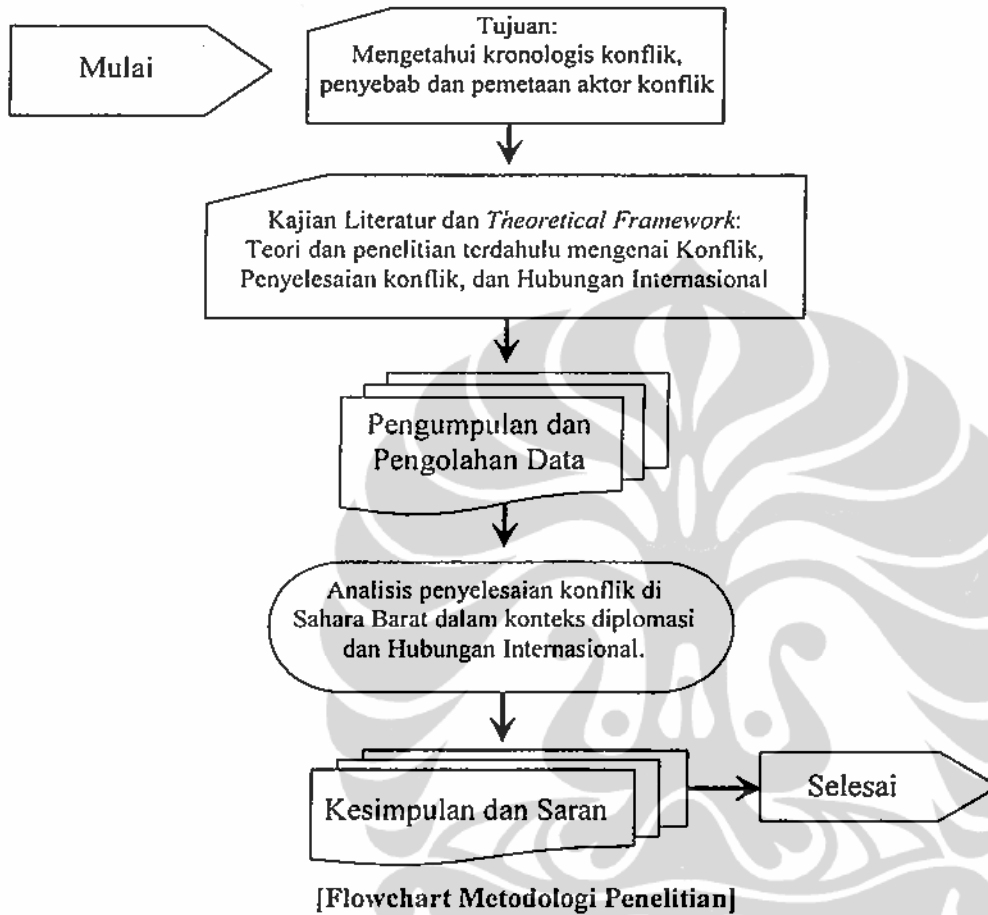 Mulai
Tujuan:
Mengetahui kronologis konflik,
penyebab dan pemetaan aktor konflik
Kajian Literatur dan Theoretical Framework:
Teori dan penelitian terdahulu mengenai Konflik,
Penyelesaian konflik, dan Hubungan Internasional
Pengumpulan dan
Pengolahan Data
Analisis penyelesaian konflik di
Sahara Barat dalam konteks diplomasi
dan Hubungan Internasional.
Kesimpulan dan Saran
Selesai
[Flowchart Metodologi Penelitian]